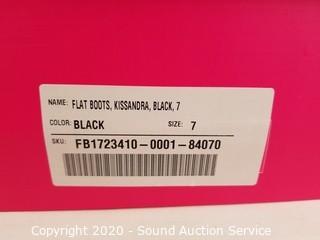 NAME: FLAT BOOTS, KISSANDRA, BLACK, 7
COLOR: BLACK SIZE: 7
SKU: FB1723410-0001-84070
Copyright 2020 - Sound Auction Service